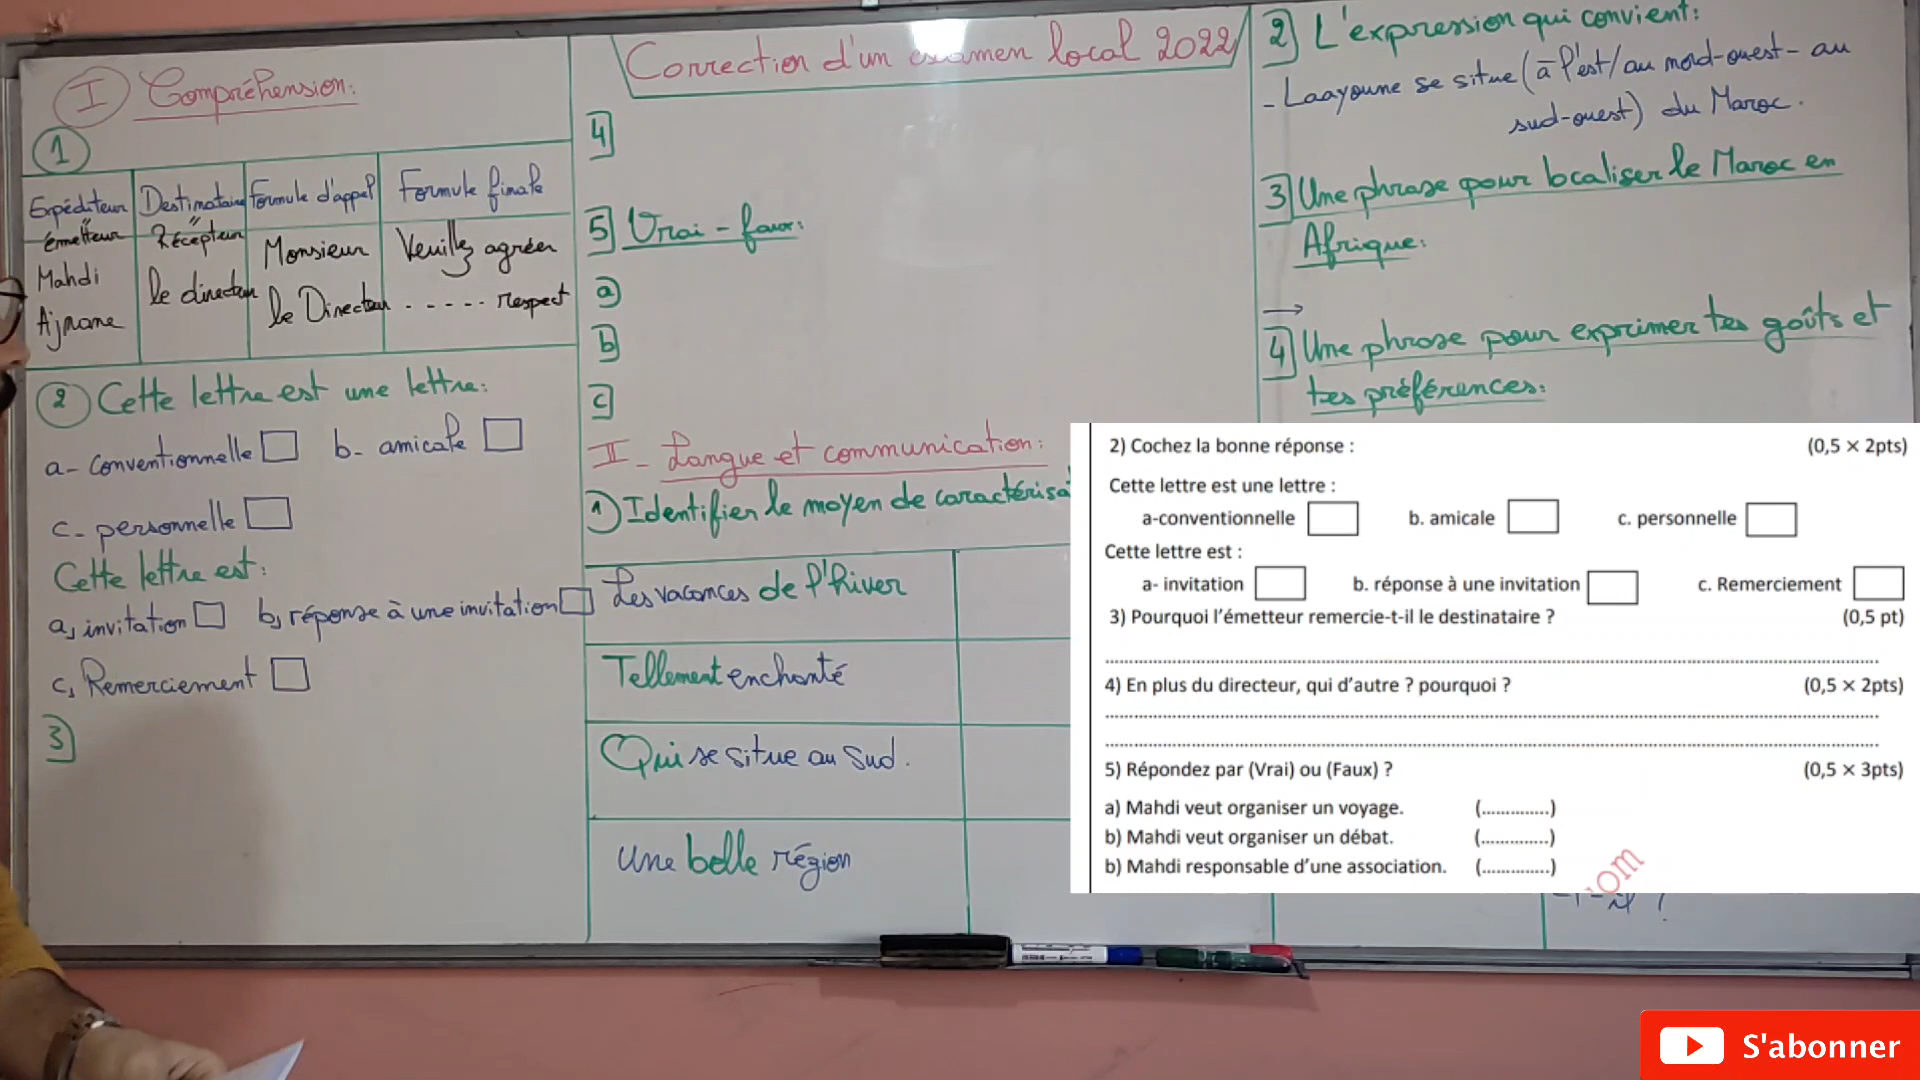 Correction d'un examen local 2022
I Compréhension:
1
Expéditeur
"
émetteur
Mahdi
Ajrrame
Destinataire
"
Récepteur
le directeur
Formule d'appel
Monsieur
le Directeur
Formule finale
Veuillez agréer
- - - - - respect
2 Cette lettre est une lettre:
a- conventionnelle b- amicale
c- personnelle
Cette lettre est:
a, invitation b, réponse à une invitation
c, Remerciement
3
4
5 Vrai - faux:
a
b
c
II - Langue et communication:
1) Identifier le moyen de caractérisa
Les vacances de l'hiver
Tellement enchanté
Qui se situe au Sud.
Une belle région
2 L'expression qui convient:
- Laayoune se situe (à l'est/au nord-ouest - au
sud-ouest) du Maroc.
3 Une phrase pour localiser le Maroc en
Afrique:
→
4 Une phrase pour exprimer tes goûts et
tes préférences:
2) Cochez la bonne réponse : (0,5 × 2pts)
Cette lettre est une lettre :
a-conventionnelle b. amicale c. personnelle
Cette lettre est :
a- invitation b. réponse à une invitation c. Remerciement
3) Pourquoi l'émetteur remercie-t-il le destinataire ? (0,5 pt)
4) En plus du directeur, qui d'autre ? pourquoi ? (0,5 × 2pts)
5) Répondez par (Vrai) ou (Faux) ? (0,5 × 3pts)
a) Mahdi veut organiser un voyage. (..............)
b) Mahdi veut organiser un débat. (..............)
b) Mahdi responsable d'une association. (..............)
om
-t-il ?
S'abonner